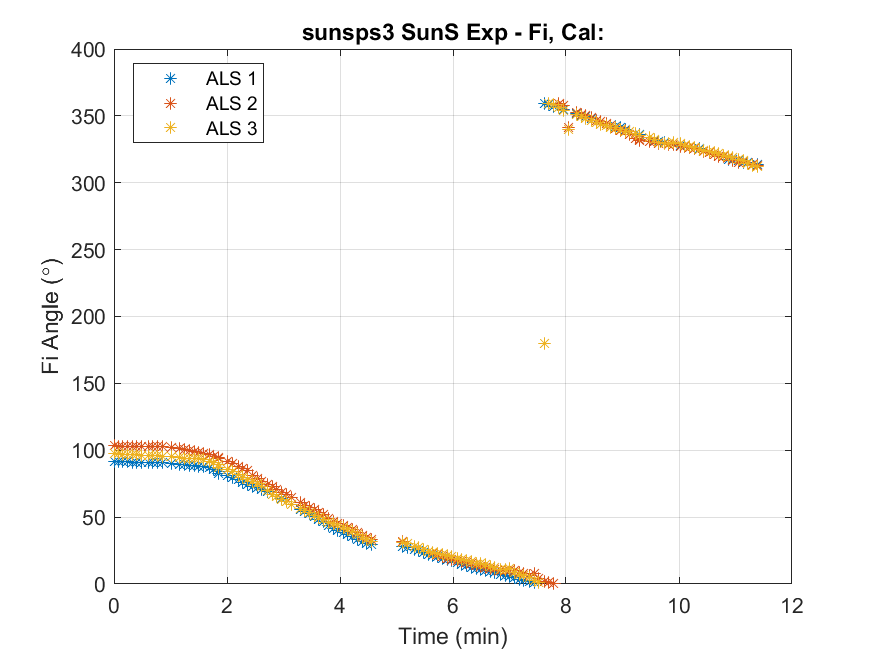 sunsps3 SunS Exp - Fi, Cal:
400
350
300
250
200
150
100
50
0
Fi Angle (°)
ALS 1
ALS 2
ALS 3
0 2 4 6 8 10 12
Time (min)